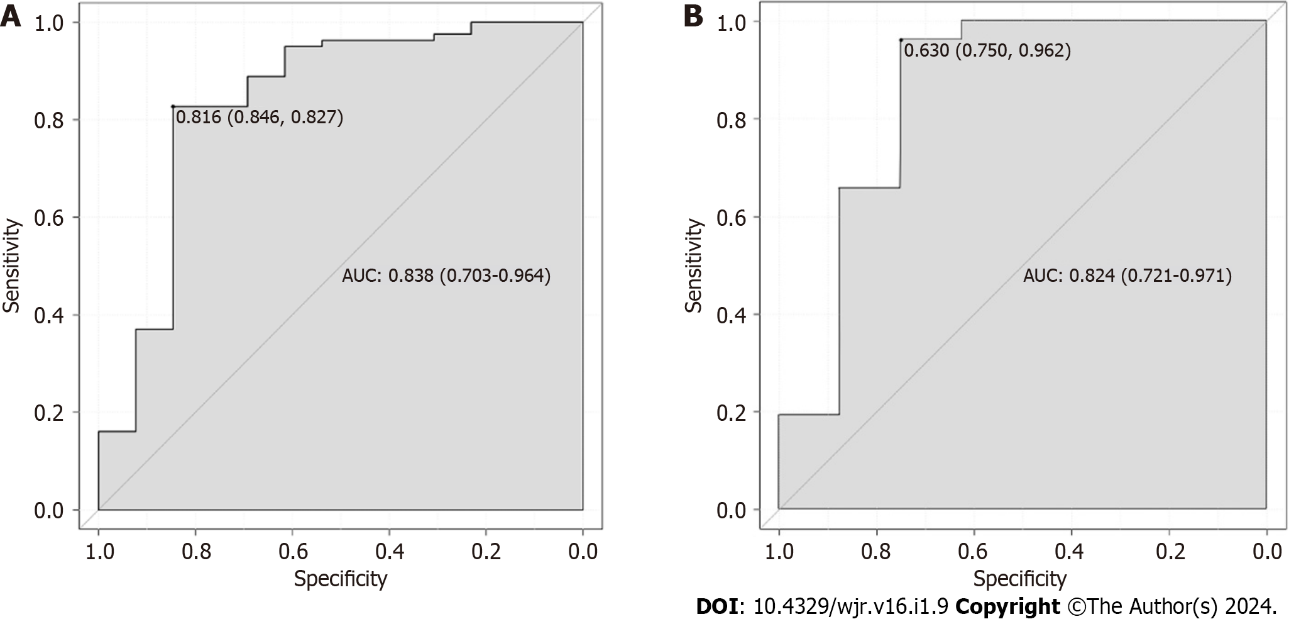 A
1.0
0.8
0.6
0.4
0.2
0.0
Sensitivity
0.816 (0.846, 0.827)
AUC: 0.838 (0.703-0.964)
1.0 0.8 0.6 0.4 0.2 0.0
Specificity
B
1.0
0.8
0.6
0.4
0.2
0.0
Sensitivity
0.630 (0.750, 0.962)
AUC: 0.824 (0.721-0.971)
1.0 0.8 0.6 0.4 0.2 0.0
Specificity
DOI: 10.4329/wjr.v16.i1.9 Copyright ©The Author(s) 2024.